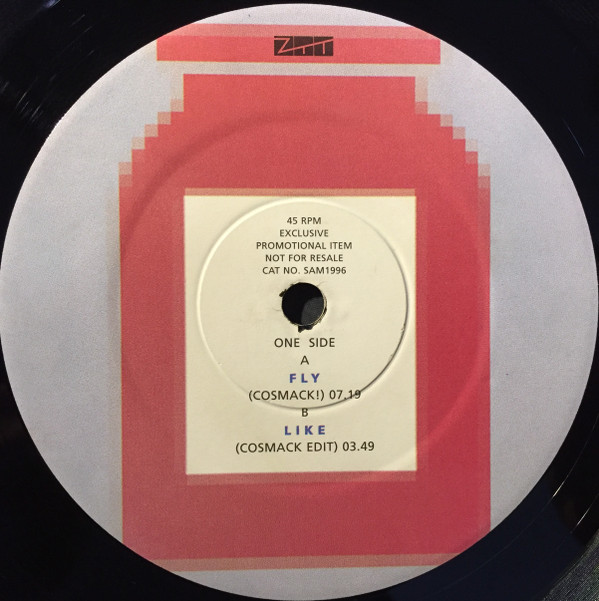 ZTT
45 RPM
EXCLUSIVE
PROMOTIONAL ITEM
NOT FOR RESALE
CAT NO. SAM1996
ONE SIDE
A
FLY
(COSMACK!) 07.19
B
LIKE
(COSMACK EDIT) 03.49